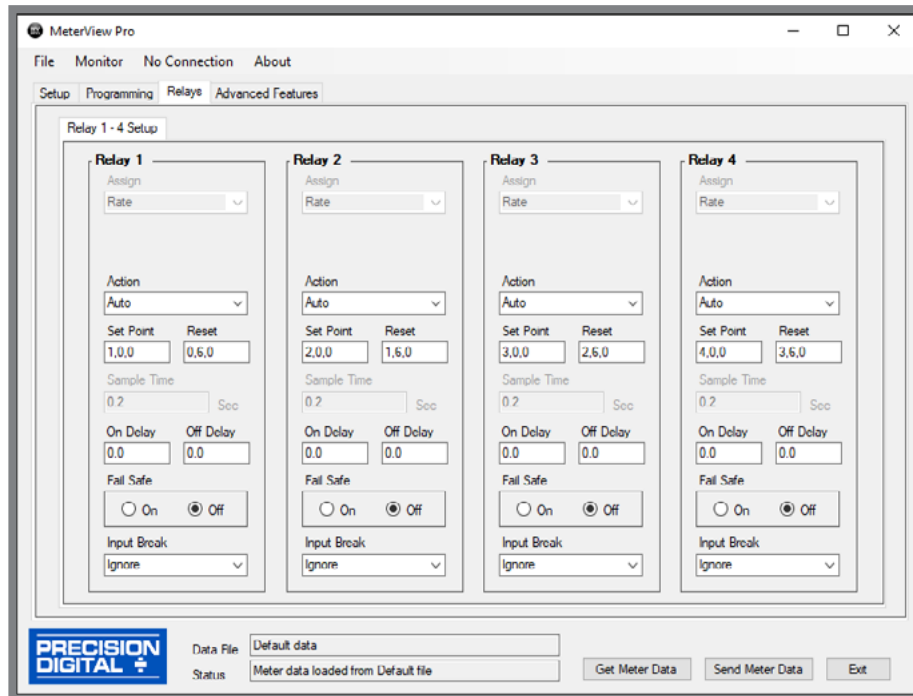 MeterView Pro
File Monitor No Connection About
Setup Programming Relays Advanced Features
Relay 1 - 4 Setup
Relay 1 Relay 2 Relay 3 Relay 4
Assign Assign Assign Assign
Rate Rate Rate Rate
Action Action Action Action
Auto Auto Auto Auto
Set Point Reset Set Point Reset Set Point Reset Set Point Reset
1,0,0 0,6,0 2,0,0 1,6,0 3,0,0 2,6,0 4,0,0 3,6,0
Sample Time Sample Time Sample Time Sample Time
0.2 Sec 0.2 Sec 0.2 Sec 0.2 Sec
On Delay Off Delay On Delay Off Delay On Delay Off Delay On Delay Off Delay
0.0 0.0 0.0 0.0 0.0 0.0 0.0 0.0
Fail Safe Fail Safe Fail Safe Fail Safe
On Off On Off On Off On Off
Input Break Input Break Input Break Input Break
Ignore Ignore Ignore Ignore
PRECISION
DIGITAL
Data File Default data
Status Meter data loaded from Default file
Get Meter Data Send Meter Data Exit